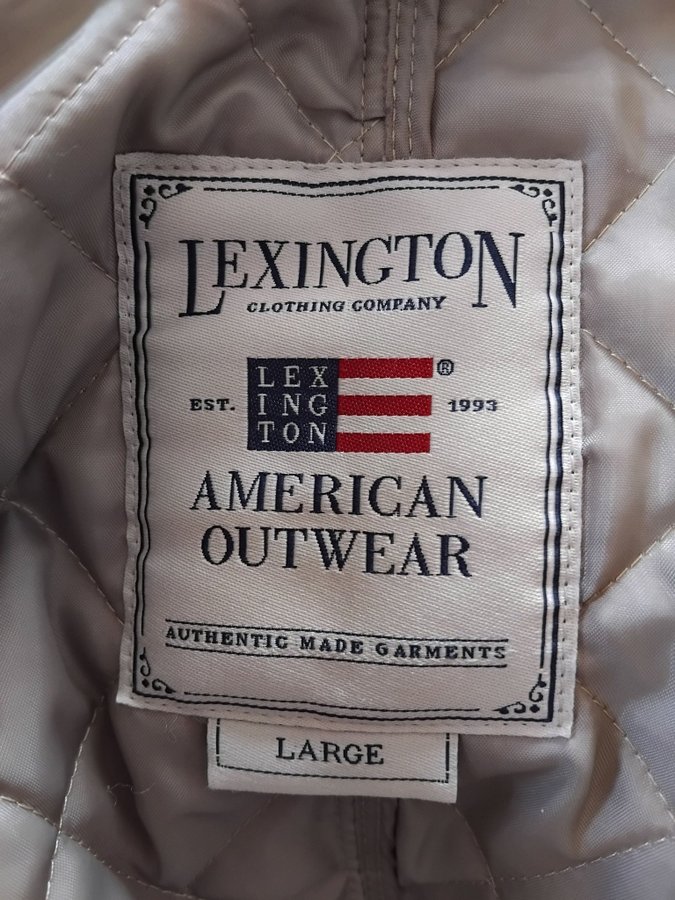 LEXINGTON
CLOTHING COMPANY
LEX
ING
TON
®
EST.
1993
AMERICAN
OUTWEAR
AUTHENTIC MADE GARMENTS
LARGE